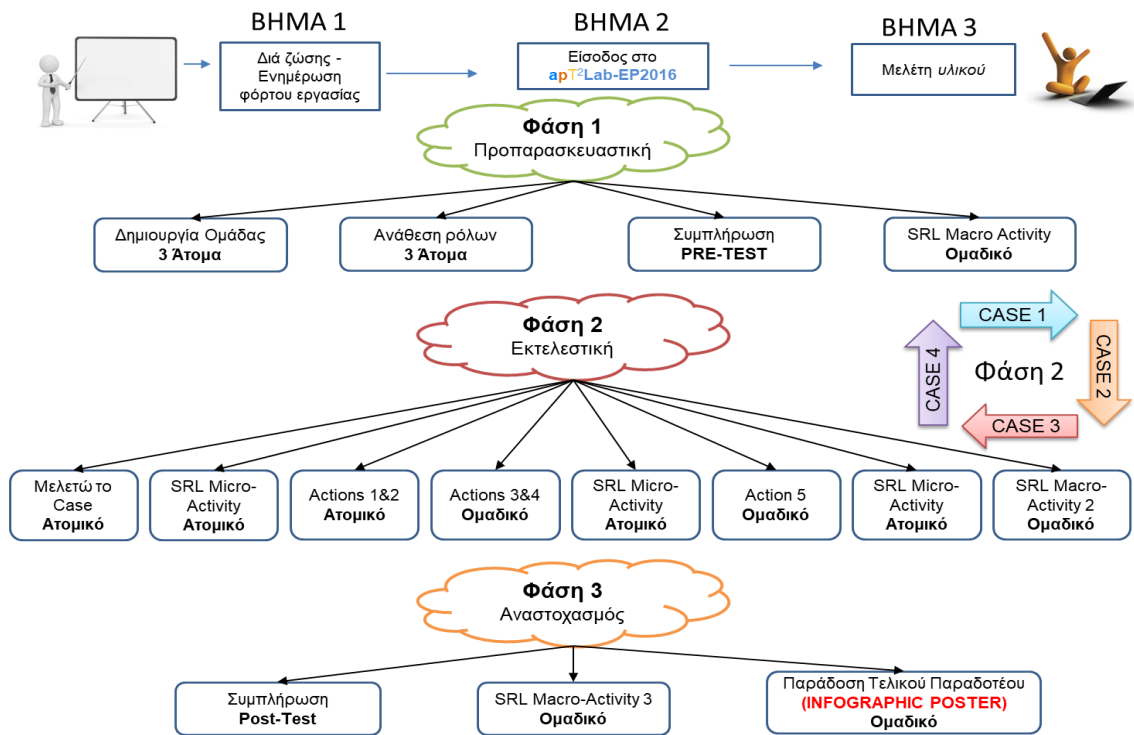 ΒΗΜΑ 1
ΒΗΜΑ 2
ΒΗΜΑ 3
Διά ζώσης -
Ενημέρωση
φόρτου εργασίας
Είσοδος στο
apT²Lab-EP2016
Μελέτη υλικού
Φάση 1
Προπαρασκευαστική
Δημιουργία Ομάδας
3 Άτομα
Ανάθεση ρόλων
3 Άτομα
Συμπλήρωση
PRE-TEST
SRL Macro Activity
Ομαδικό
Φάση 2
Εκτελεστική
CASE 1
CASE 2
CASE 3
CASE 4
Φάση 2
Μελετώ το
Case
Ατομικό
SRL Micro-
Activity
Ατομικό
Actions 1&2
Ατομικό
Actions 3&4
Ομαδικό
SRL Micro-
Activity
Ατομικό
Action 5
Ομαδικό
SRL Micro-
Activity
Ατομικό
SRL Macro-
Activity 2
Ομαδικό
Φάση 3
Αναστοχασμός
Συμπλήρωση
Post-Test
SRL Macro-Activity 3
Ομαδικό
Παράδοση Τελικού Παραδοτέου
(INFOGRAPHIC POSTER)
Ομαδικό